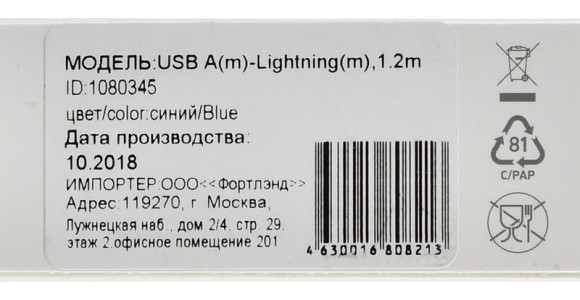 МОДЕЛЬ:USB A(m)-Lightning(m),1.2m
ID:1080345
цвет/color:синий/Blue
Дата производства:
10.2018
ИМПОРТЕР:ООО<<Фортлэнд>>
Адрес:119270, г. Москва,
Лужнецкая наб., дом 2/4. стр. 29,
этаж 2.офисное помещение 201
4 630016 808213
81
C/PAP